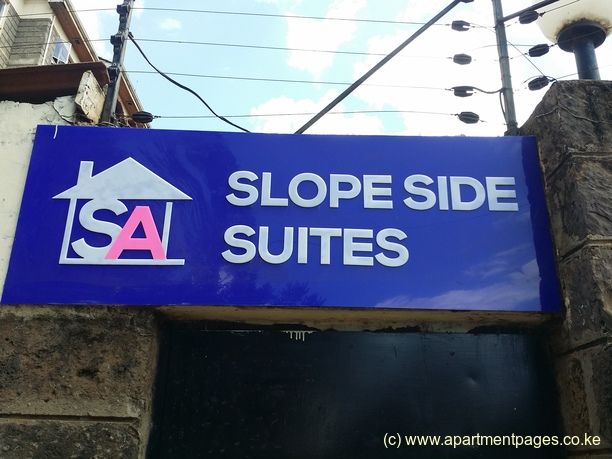 SA
SLOPE SIDE
SUITES
(c) www.apartmentpages.co.ke